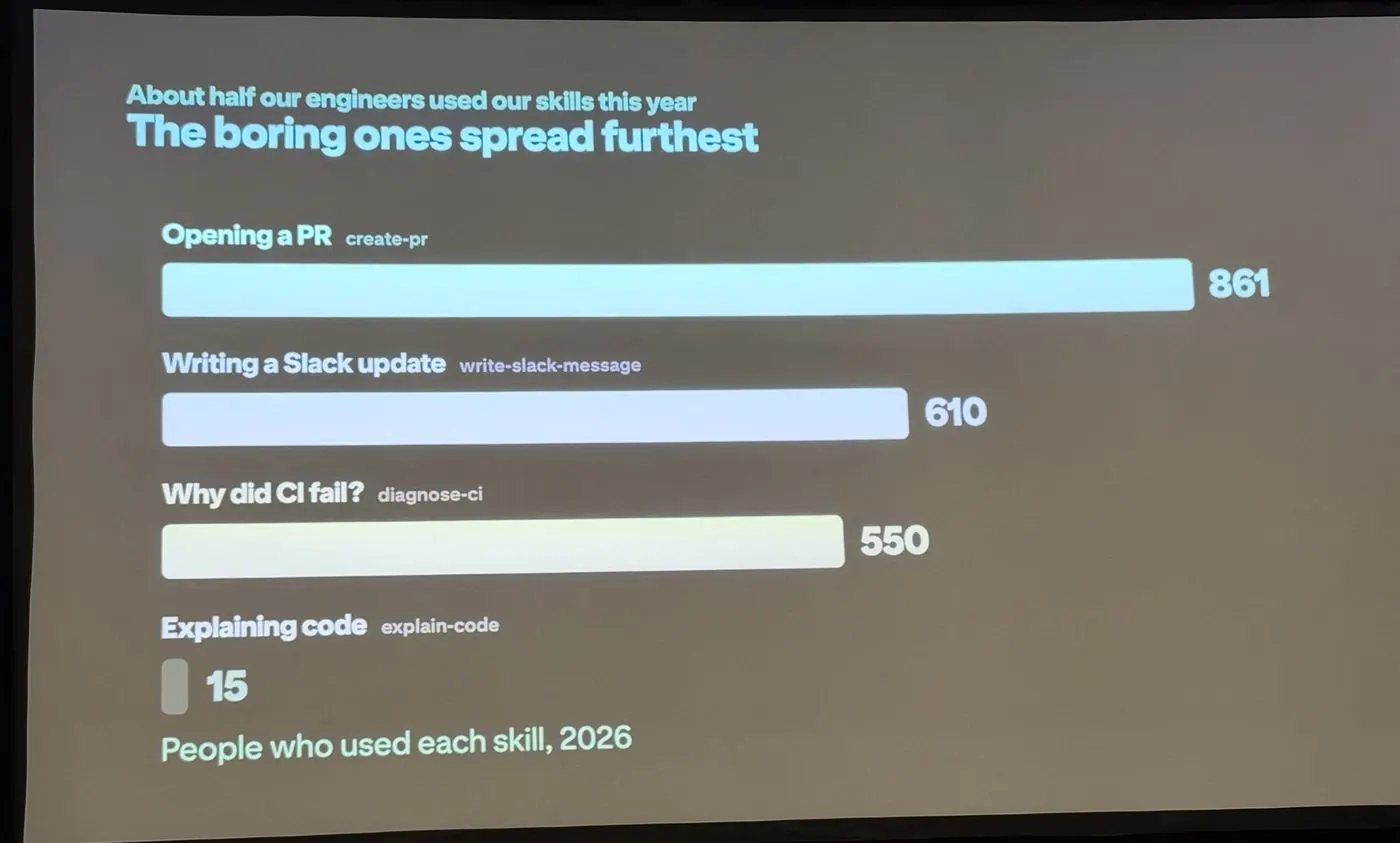 About half our engineers used our skills this year
The boring ones spread furthest
Opening a PR create-pr
861
Writing a Slack update write-slack-message
610
Why did CI fail? diagnose-ci
550
Explaining code explain-code
15
People who used each skill, 2026